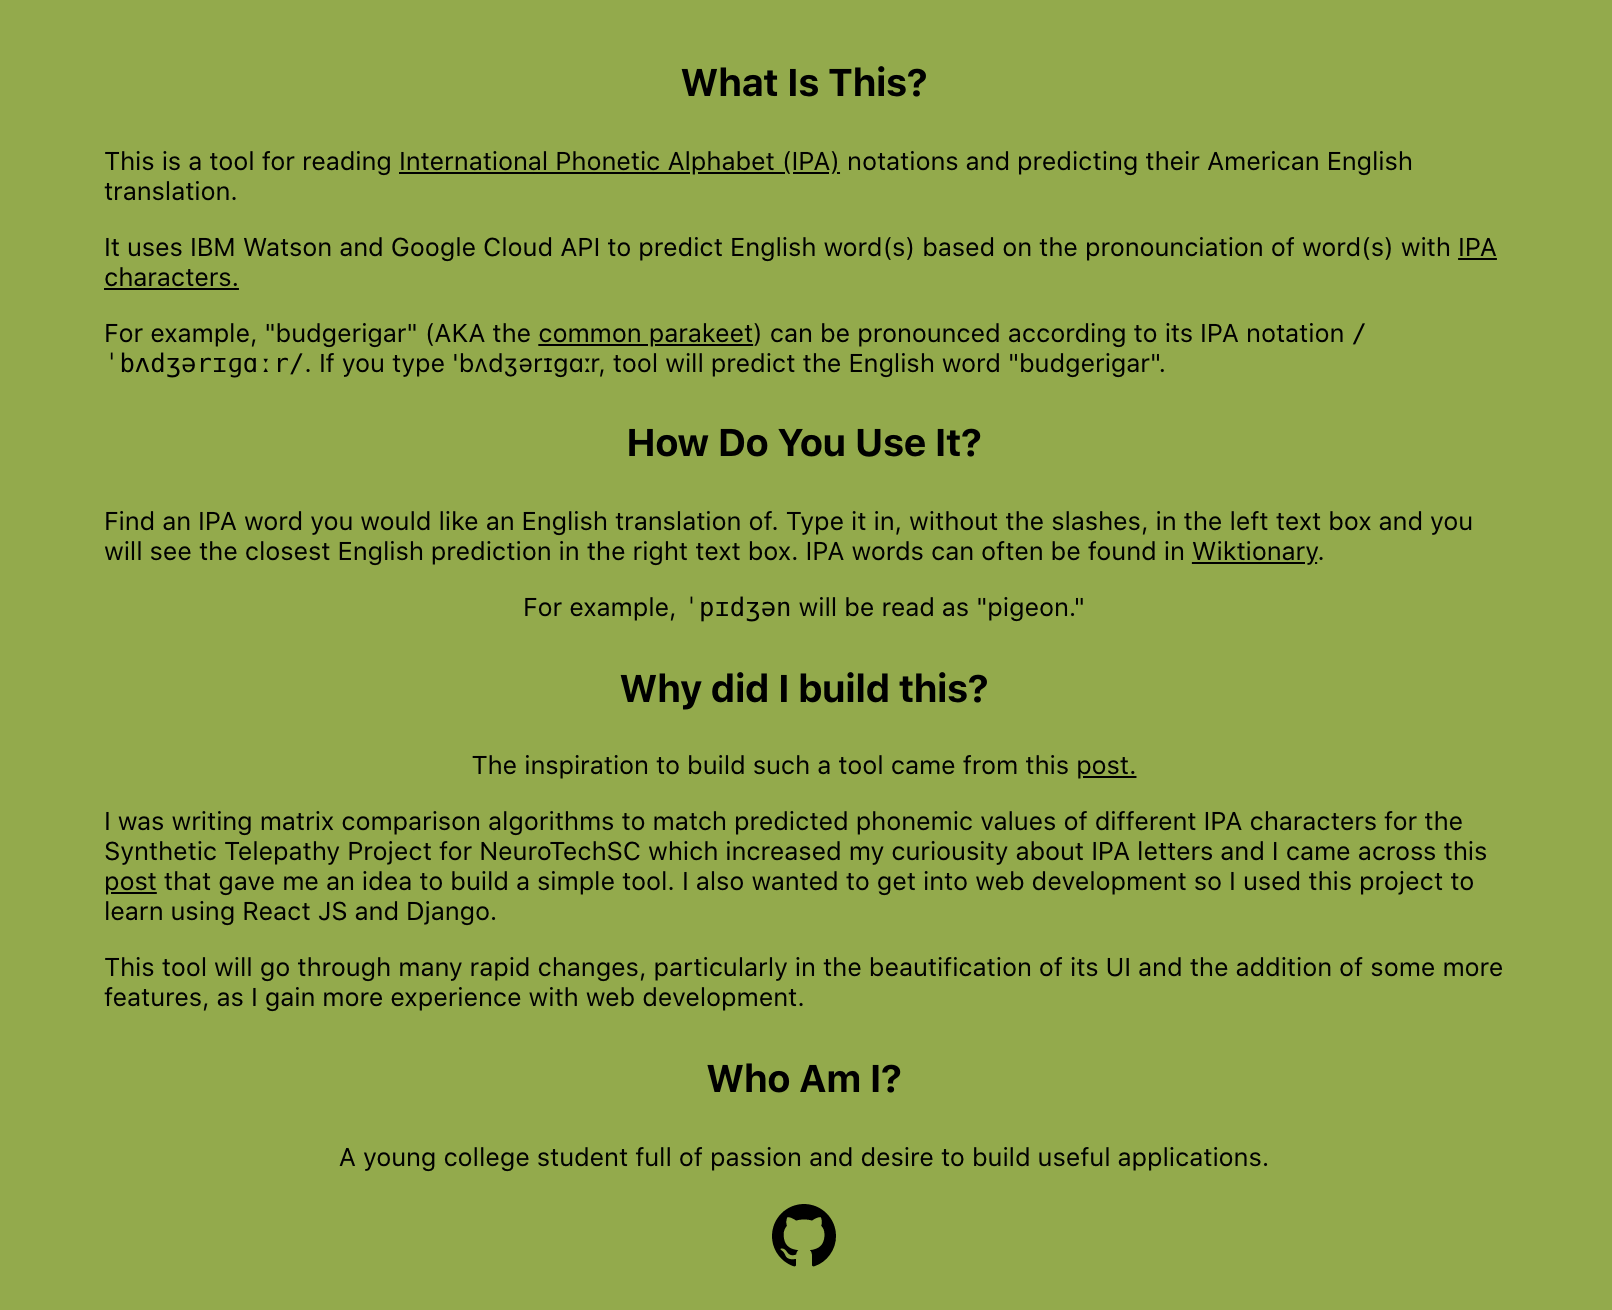 What Is This?
This is a tool for reading International Phonetic Alphabet (IPA) notations and predicting their American English
translation.
It uses IBM Watson and Google Cloud API to predict English word(s) based on the pronounciation of word(s) with IPA
characters.
For example, "budgerigar" (AKA the common parakeet) can be pronounced according to its IPA notation /
ˈbʌdʒərɪɡɑːr/. If you type 'bʌdʒərɪɡɑːr, tool will predict the English word "budgerigar".
How Do You Use It?
Find an IPA word you would like an English translation of. Type it in, without the slashes, in the left text box and you
will see the closest English prediction in the right text box. IPA words can often be found in Wiktionary.
For example, ˈpɪdʒən will be read as "pigeon."
Why did I build this?
The inspiration to build such a tool came from this post.
I was writing matrix comparison algorithms to match predicted phonemic values of different IPA characters for the
Synthetic Telepathy Project for NeuroTechSC which increased my curiousity about IPA letters and I came across this
post that gave me an idea to build a simple tool. I also wanted to get into web development so I used this project to
learn using React JS and Django.
This tool will go through many rapid changes, particularly in the beautification of its UI and the addition of some more
features, as I gain more experience with web development.
Who Am I?
A young college student full of passion and desire to build useful applications.